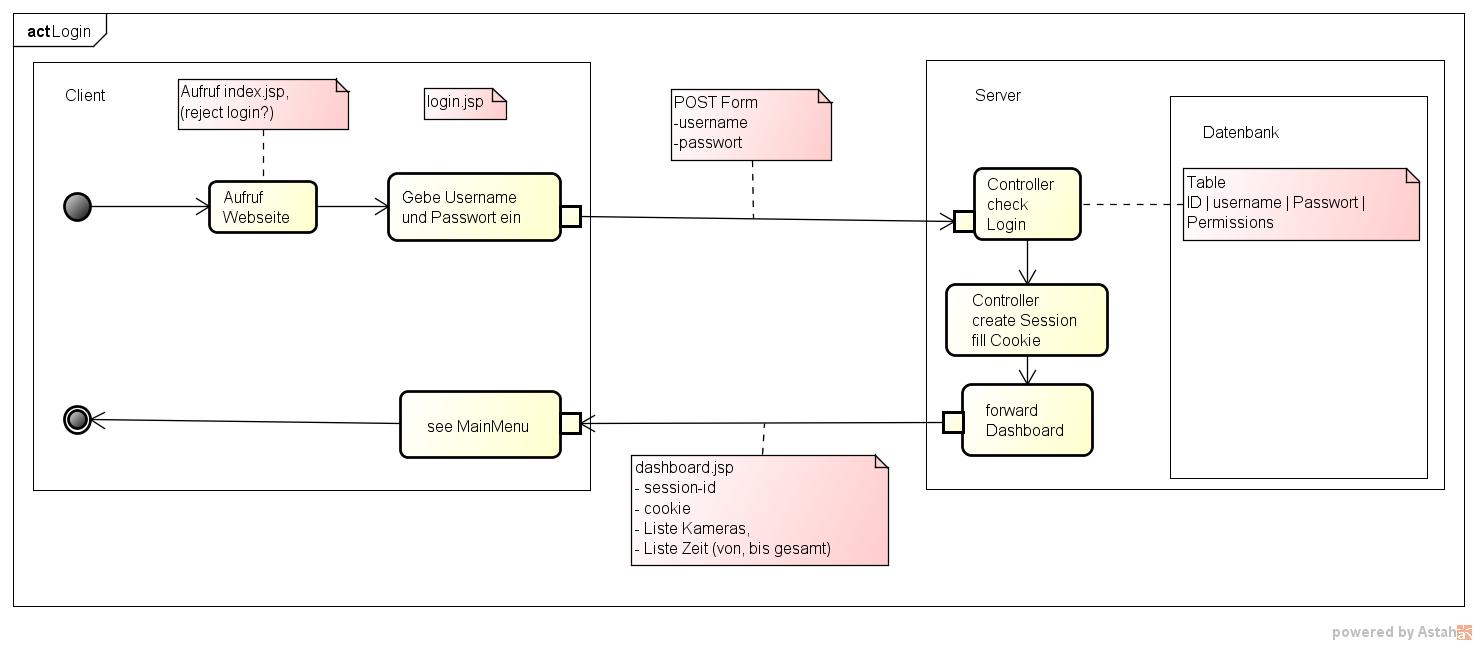 act Login
Client
Aufruf index.jsp,
(reject login?)
login.jsp
POST Form
-username
-passwort
Server
Datenbank
Aufruf
Webseite
Gebe Username
und Passwort ein
Controller
check
Login
Table
ID | username | Passwort |
Permissions
Controller
create Session
fill Cookie
see MainMenu
forward
Dashboard
dashboard.jsp
- session-id
- cookie
- Liste Kameras,
- Liste Zeit (von, bis gesamt)
powered by Astah